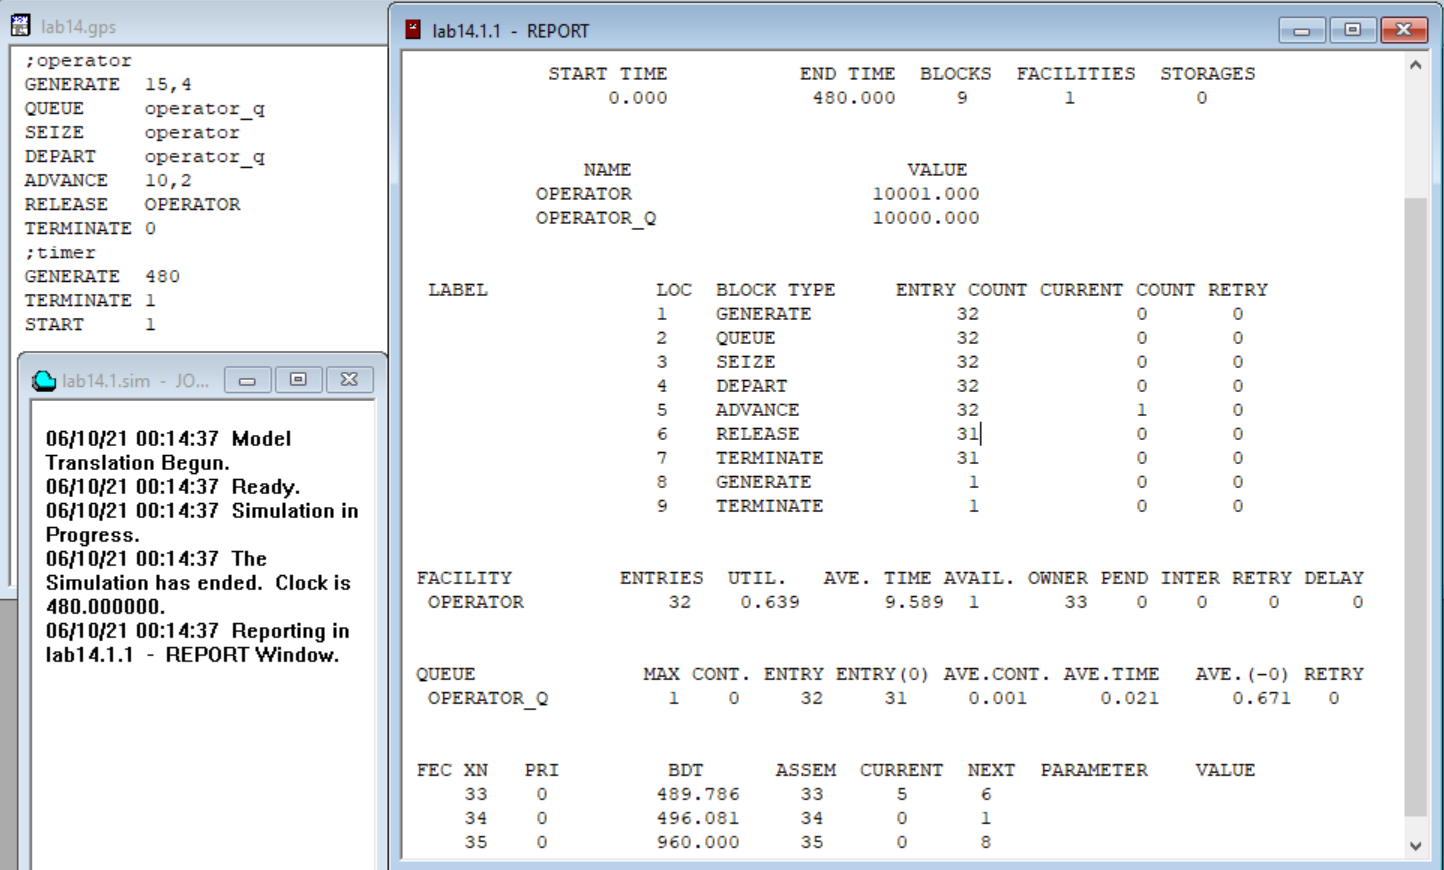 lab14.gps
;operator
GENERATE 15,4
QUEUE operator_q
SEIZE operator
DEPART operator_q
ADVANCE 10,2
RELEASE OPERATOR
TERMINATE 0
;timer
GENERATE 480
TERMINATE 1
START 1
lab14.1.sim - JO...
06/10/21 00:14:37 Model
Translation Begun.
06/10/21 00:14:37 Ready.
06/10/21 00:14:37 Simulation in
Progress.
06/10/21 00:14:37 The
Simulation has ended. Clock is
480.000000.
06/10/21 00:14:37 Reporting in
lab14.1.1 - REPORT Window.
lab14.1.1 - REPORT
START TIME END TIME BLOCKS FACILITIES STORAGES
0.000 480.000 9 1 0
NAME VALUE
OPERATOR 10001.000
OPERATOR_Q 10000.000
LABEL LOC BLOCK TYPE ENTRY COUNT CURRENT COUNT RETRY
1 GENERATE 32 0 0
2 QUEUE 32 0 0
3 SEIZE 32 0 0
4 DEPART 32 0 0
5 ADVANCE 32 1 0
6 RELEASE 31 0 0
7 TERMINATE 31 0 0
8 GENERATE 1 0 0
9 TERMINATE 1 0 0
FACILITY ENTRIES UTIL. AVE. TIME AVAIL. OWNER PEND INTER RETRY DELAY
OPERATOR 32 0.639 9.589 1 33 0 0 0 0
QUEUE MAX CONT. ENTRY ENTRY(0) AVE.CONT. AVE.TIME AVE.(-0) RETRY
OPERATOR_Q 1 0 32 31 0.001 0.021 0.671 0
FEC XN PRI BDT ASSEM CURRENT NEXT PARAMETER VALUE
33 0 489.786 33 5 6
34 0 496.081 34 0 1
35 0 960.000 35 0 8